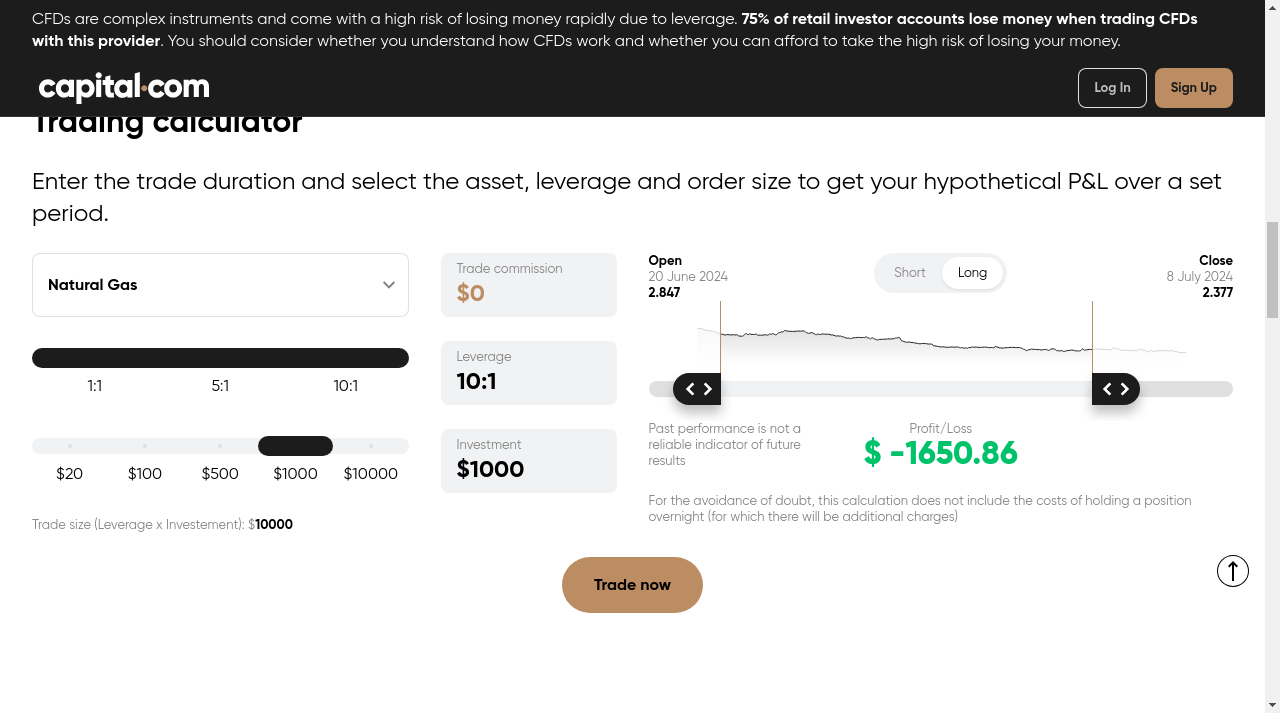 CFDs are complex instruments and come with a high risk of losing money rapidly due to leverage. 75% of retail investor accounts lose money when trading CFDs
with this provider. You should consider whether you understand how CFDs work and whether you can afford to take the high risk of losing your money.
capital.com
Log In
Sign Up
Trading calculator
Enter the trade duration and select the asset, leverage and order size to get your hypothetical P&L over a set
period.
Natural Gas
1:1
5:1
10:1
$20
$100
$500
$1000
$10000
Trade size (Leverage x Investement): $10000
Trade commission
$0
Leverage
10:1
Investment
$1000
Open
20 June 2024
2.847
Short
Long
Close
8 July 2024
2.377
Past performance is not a
reliable indicator of future
results
Profit/Loss
$ -1650.86
For the avoidance of doubt, this calculation does not include the costs of holding a position
overnight (for which there will be additional charges)
Trade now